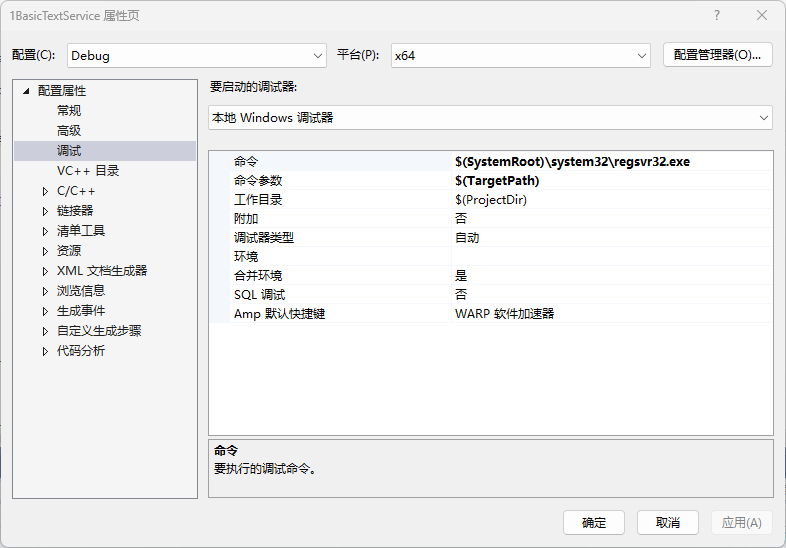 1BasicTextService 属性页
配置(C): Debug 平台(P): x64 配置管理器(O)...
配置属性
常规
高级
调试
VC++ 目录
C/C++
链接器
清单工具
资源
XML 文档生成器
浏览信息
生成事件
自定义生成步骤
代码分析
要启动的调试器:
本地 Windows 调试器
命令 $(SystemRoot)\system32\regsvr32.exe
命令参数 $(TargetPath)
工作目录 $(ProjectDir)
附加 否
调试器类型 自动
环境
合并环境 是
SQL 调试 否
Amp 默认快捷键 WARP 软件加速器
命令
要执行的调试命令。
确定 取消 应用(A)